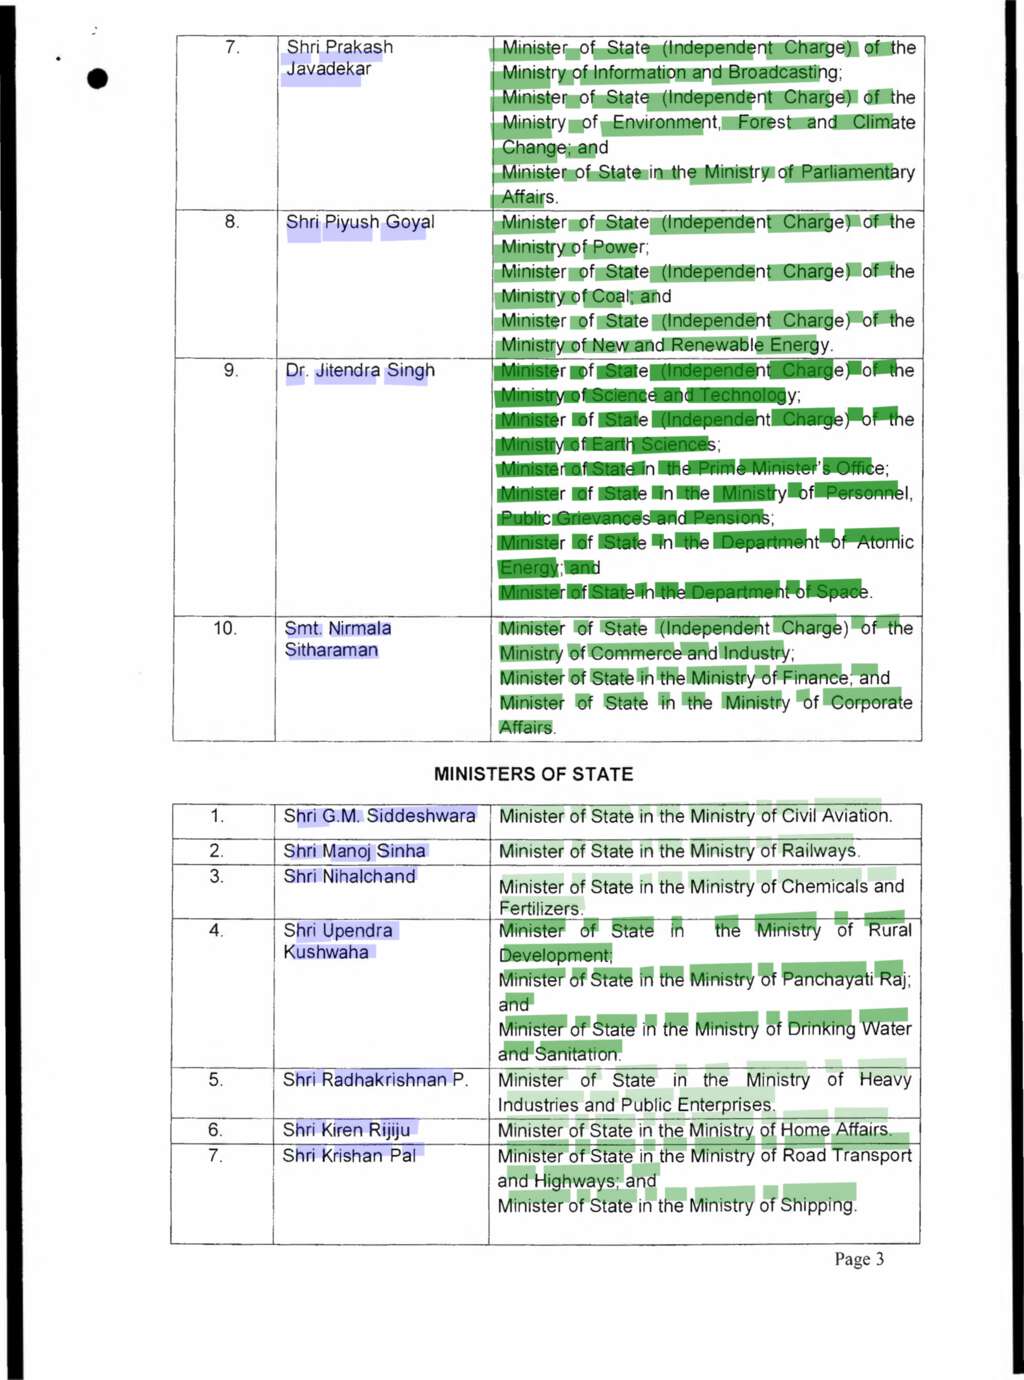 7. Shri Prakash Minister of State (Independent Charge) of the
Javadekar Ministry of Information and Broadcasting;
Minister of State (Independent Charge) of the
Ministry of Environment, Forest and Climate
Change; and
Minister of State in the Ministry of Parliamentary
Affairs.
8. Shri Piyush Goyal Minister of State (Independent Charge) of the
Ministry of Power;
Minister of State (Independent Charge) of the
Ministry of Coal; and
Minister of State (Independent Charge) of the
Ministry of New and Renewable Energy.
9. Dr. Jitendra Singh Minister of State (Independent Charge) of the
Ministry of Science and Technology;
Minister of State (Independent Charge) of the
Ministry of Earth Sciences;
Minister of State in the Prime Minister's Office;
Minister of State in the Ministry of Personnel,
Public Grievances and Pensions;
Minister of State in the Department of Atomic
Energy; and
Minister of State in the Department of Space.
10. Smt. Nirmala Minister of State (Independent Charge) of the
Sitharaman Ministry of Commerce and Industry;
Minister of State in the Ministry of Finance; and
Minister of State in the Ministry of Corporate
Affairs.
MINISTERS OF STATE
1. Shri G.M. Siddeshwara Minister of State in the Ministry of Civil Aviation.
2. Shri Manoj Sinha Minister of State in the Ministry of Railways.
3. Shri Nihalchand Minister of State in the Ministry of Chemicals and
Fertilizers.
4. Shri Upendra Minister of State in the Ministry of Rural
Kushwaha Development;
Minister of State in the Ministry of Panchayati Raj;
and
Minister of State in the Ministry of Drinking Water
and Sanitation.
5. Shri Radhakrishnan P. Minister of State in the Ministry of Heavy
Industries and Public Enterprises.
6. Shri Kiren Rijiju Minister of State in the Ministry of Home Affairs.
7. Shri Krishan Pal Minister of State in the Ministry of Road Transport
and Highways; and
Minister of State in the Ministry of Shipping.
Page 3